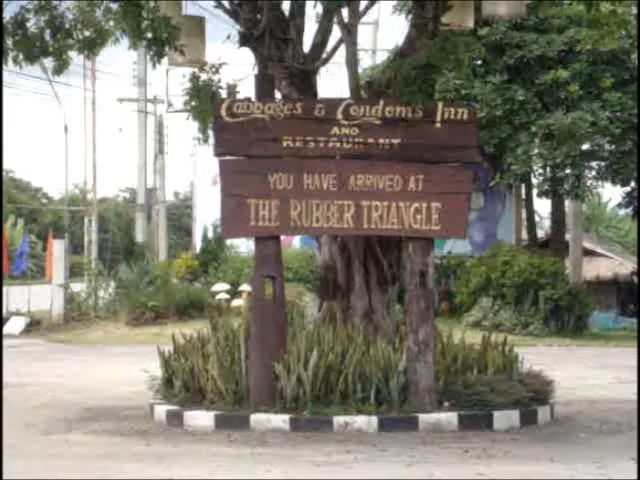 Cabbages & Condoms Inn
AND
RESTAURANT
YOU HAVE ARRIVED AT
THE RUBBER TRIANGLE